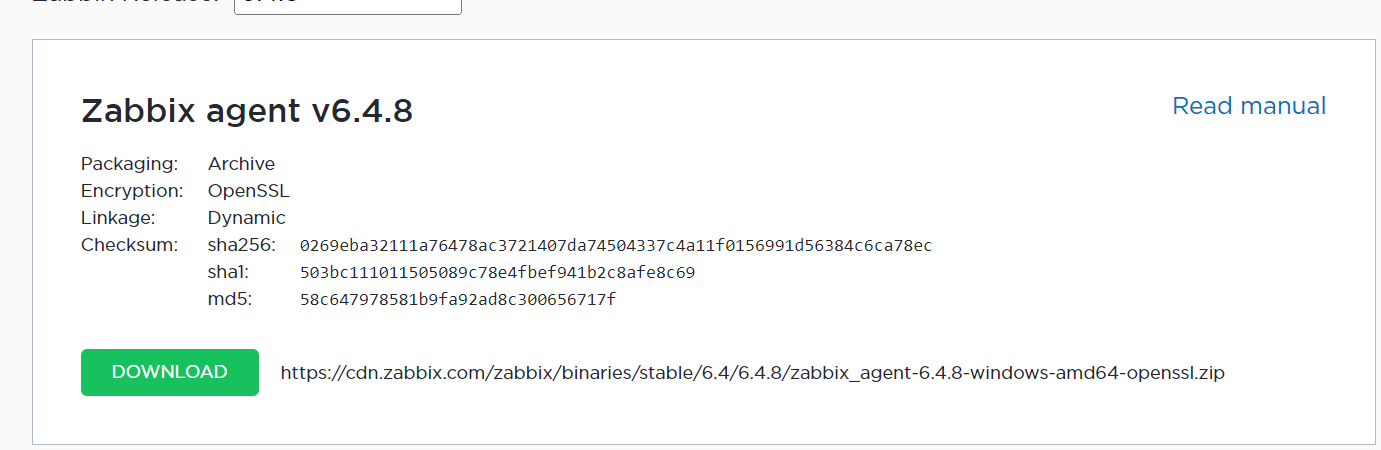 Zabbix agent v6.4.8
Read manual
Packaging: Archive
Encryption: OpenSSL
Linkage: Dynamic
Checksum: sha256: 0269eba32111a76478ac3721407da74504337c4a11f0156991d56384c6ca78ec
sha1: 503bc111011505089c78e4fbef941b2c8afe8c69
md5: 58c647978581b9fa92ad8c300656717f
DOWNLOAD https://cdn.zabbix.com/zabbix/binaries/stable/6.4/6.4.8/zabbix_agent-6.4.8-windows-amd64-openssl.zip